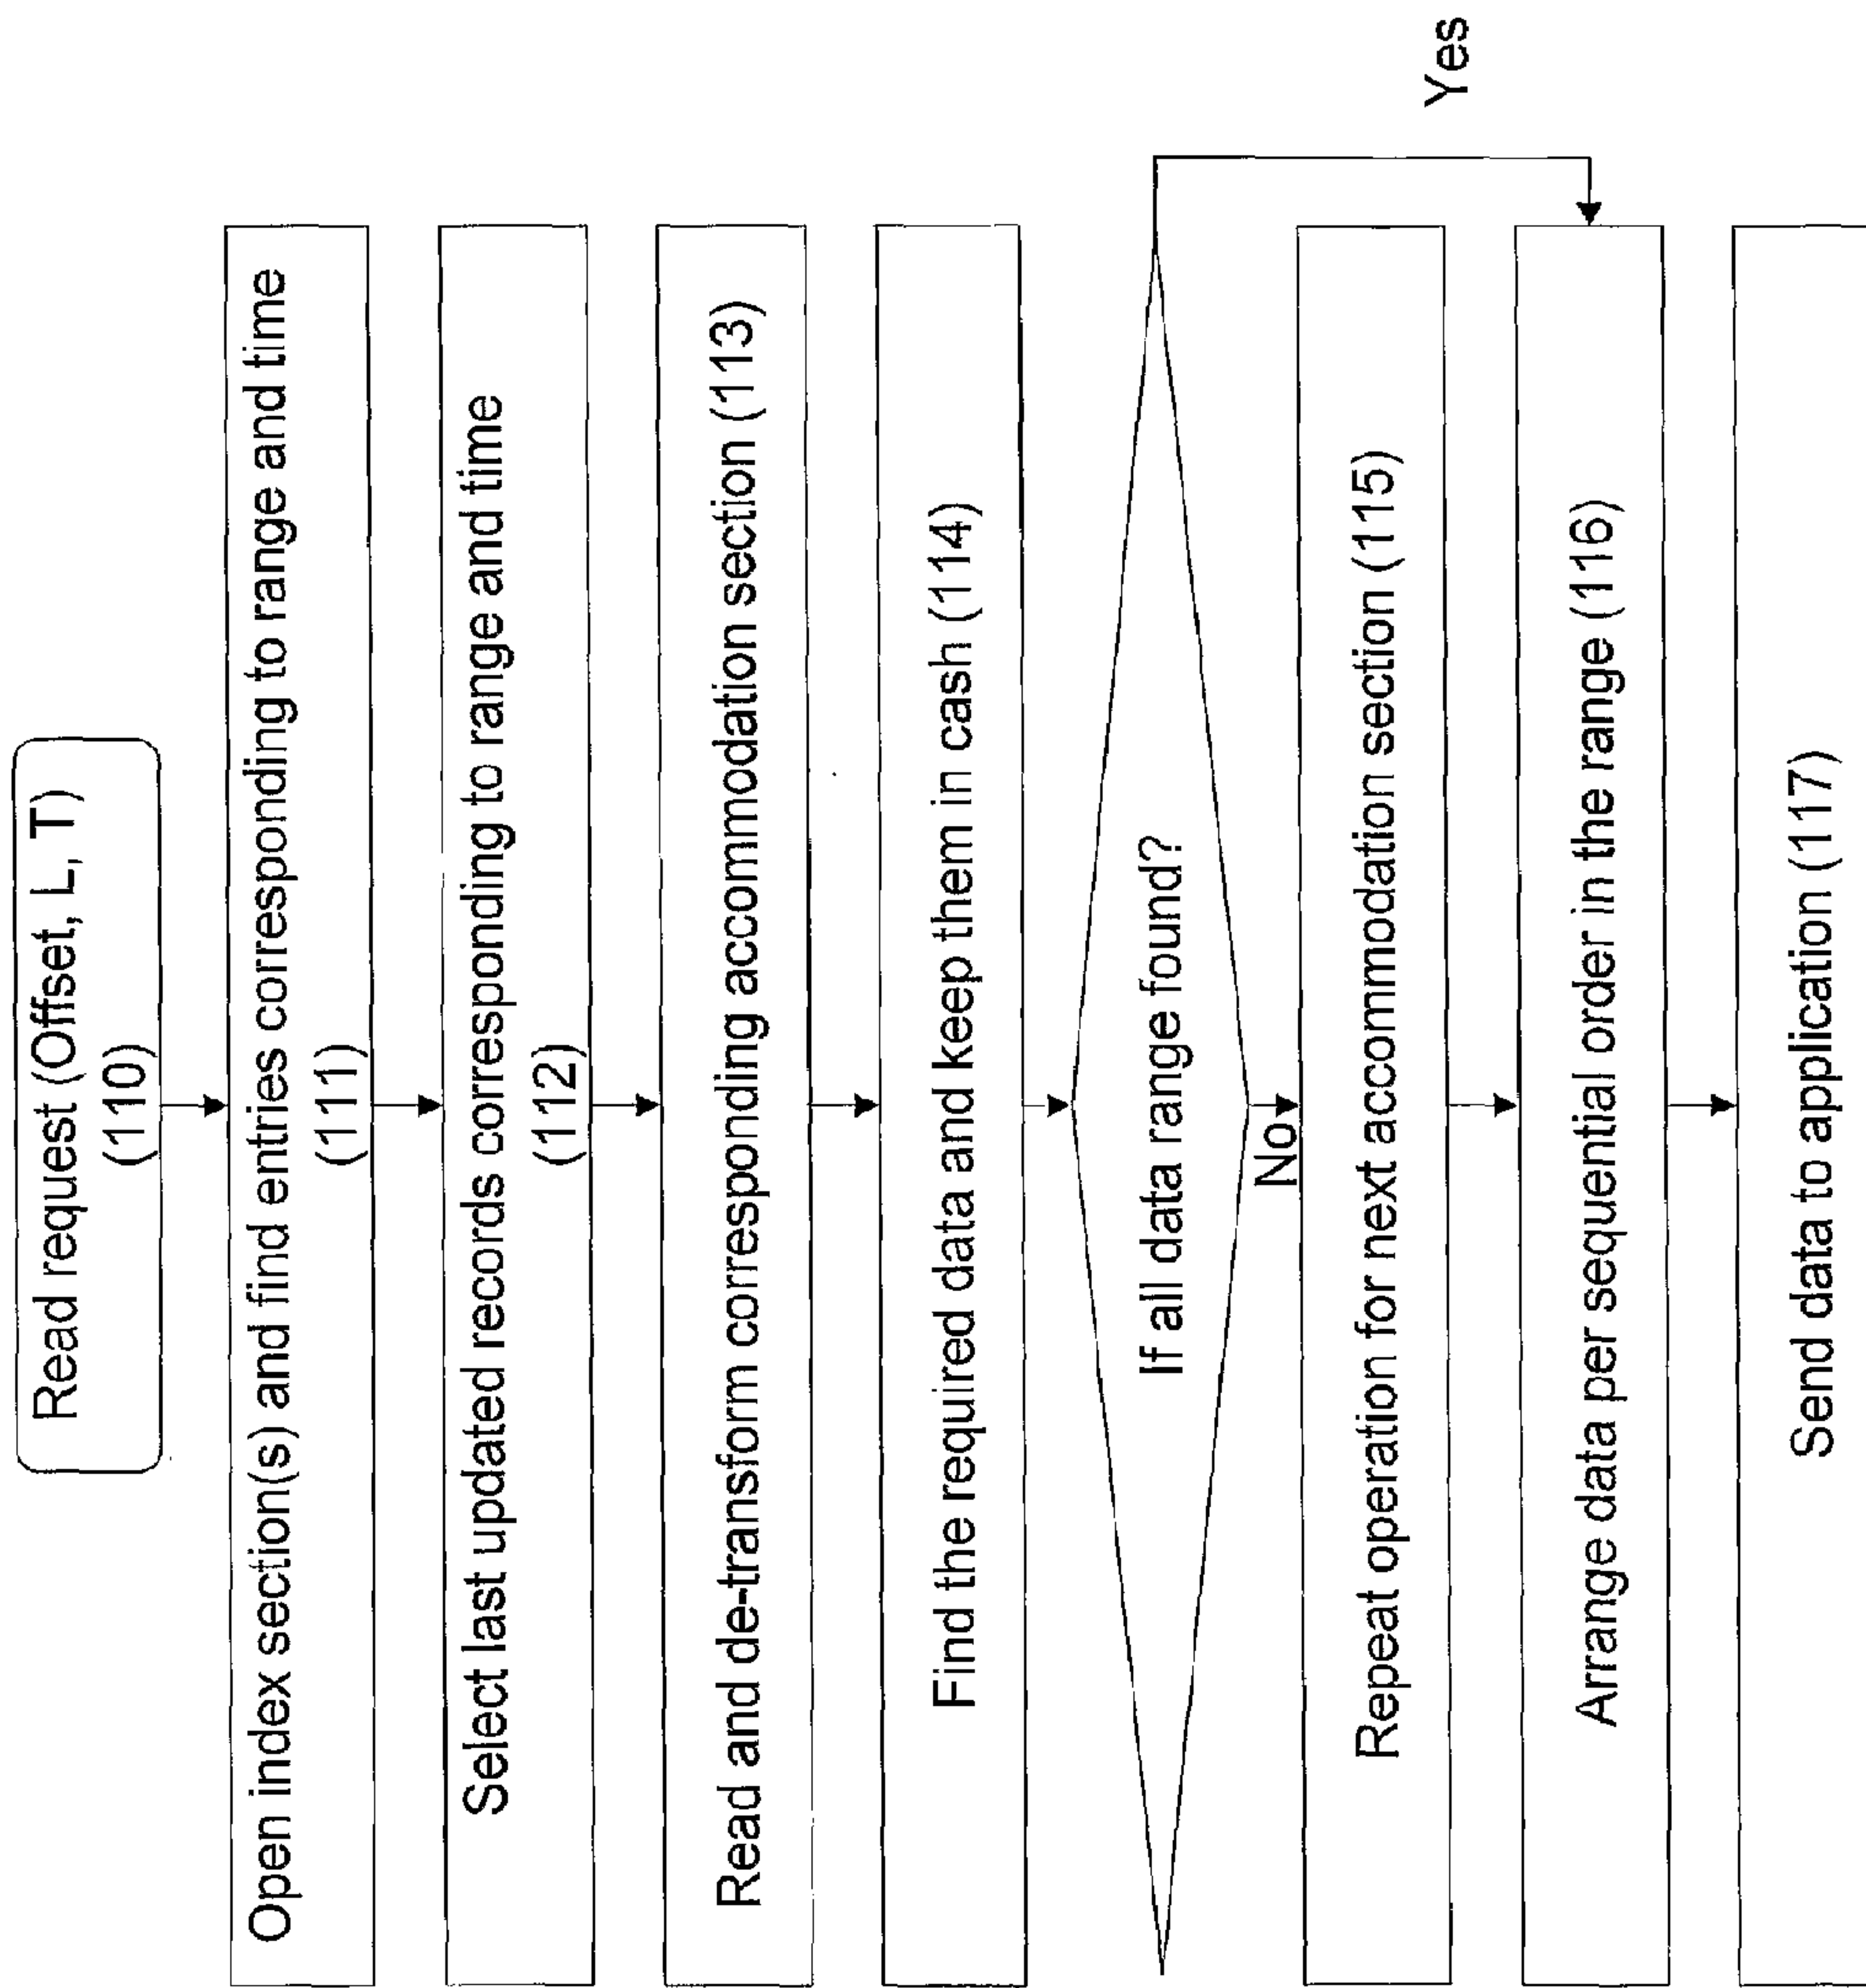 Read request (Offset, L, T)
(110)
Open index section(s) and find entries corresponding to range and time
(111)
Select last updated records corresponding to range and time
(112)
Read and de-transform corresponding accommodation section (113)
Find the required data and keep them in cash (114)
If all data range found?
Yes
No
Repeat operation for next accommodation section (115)
Arrange data per sequential order in the range (116)
Send data to application (117)